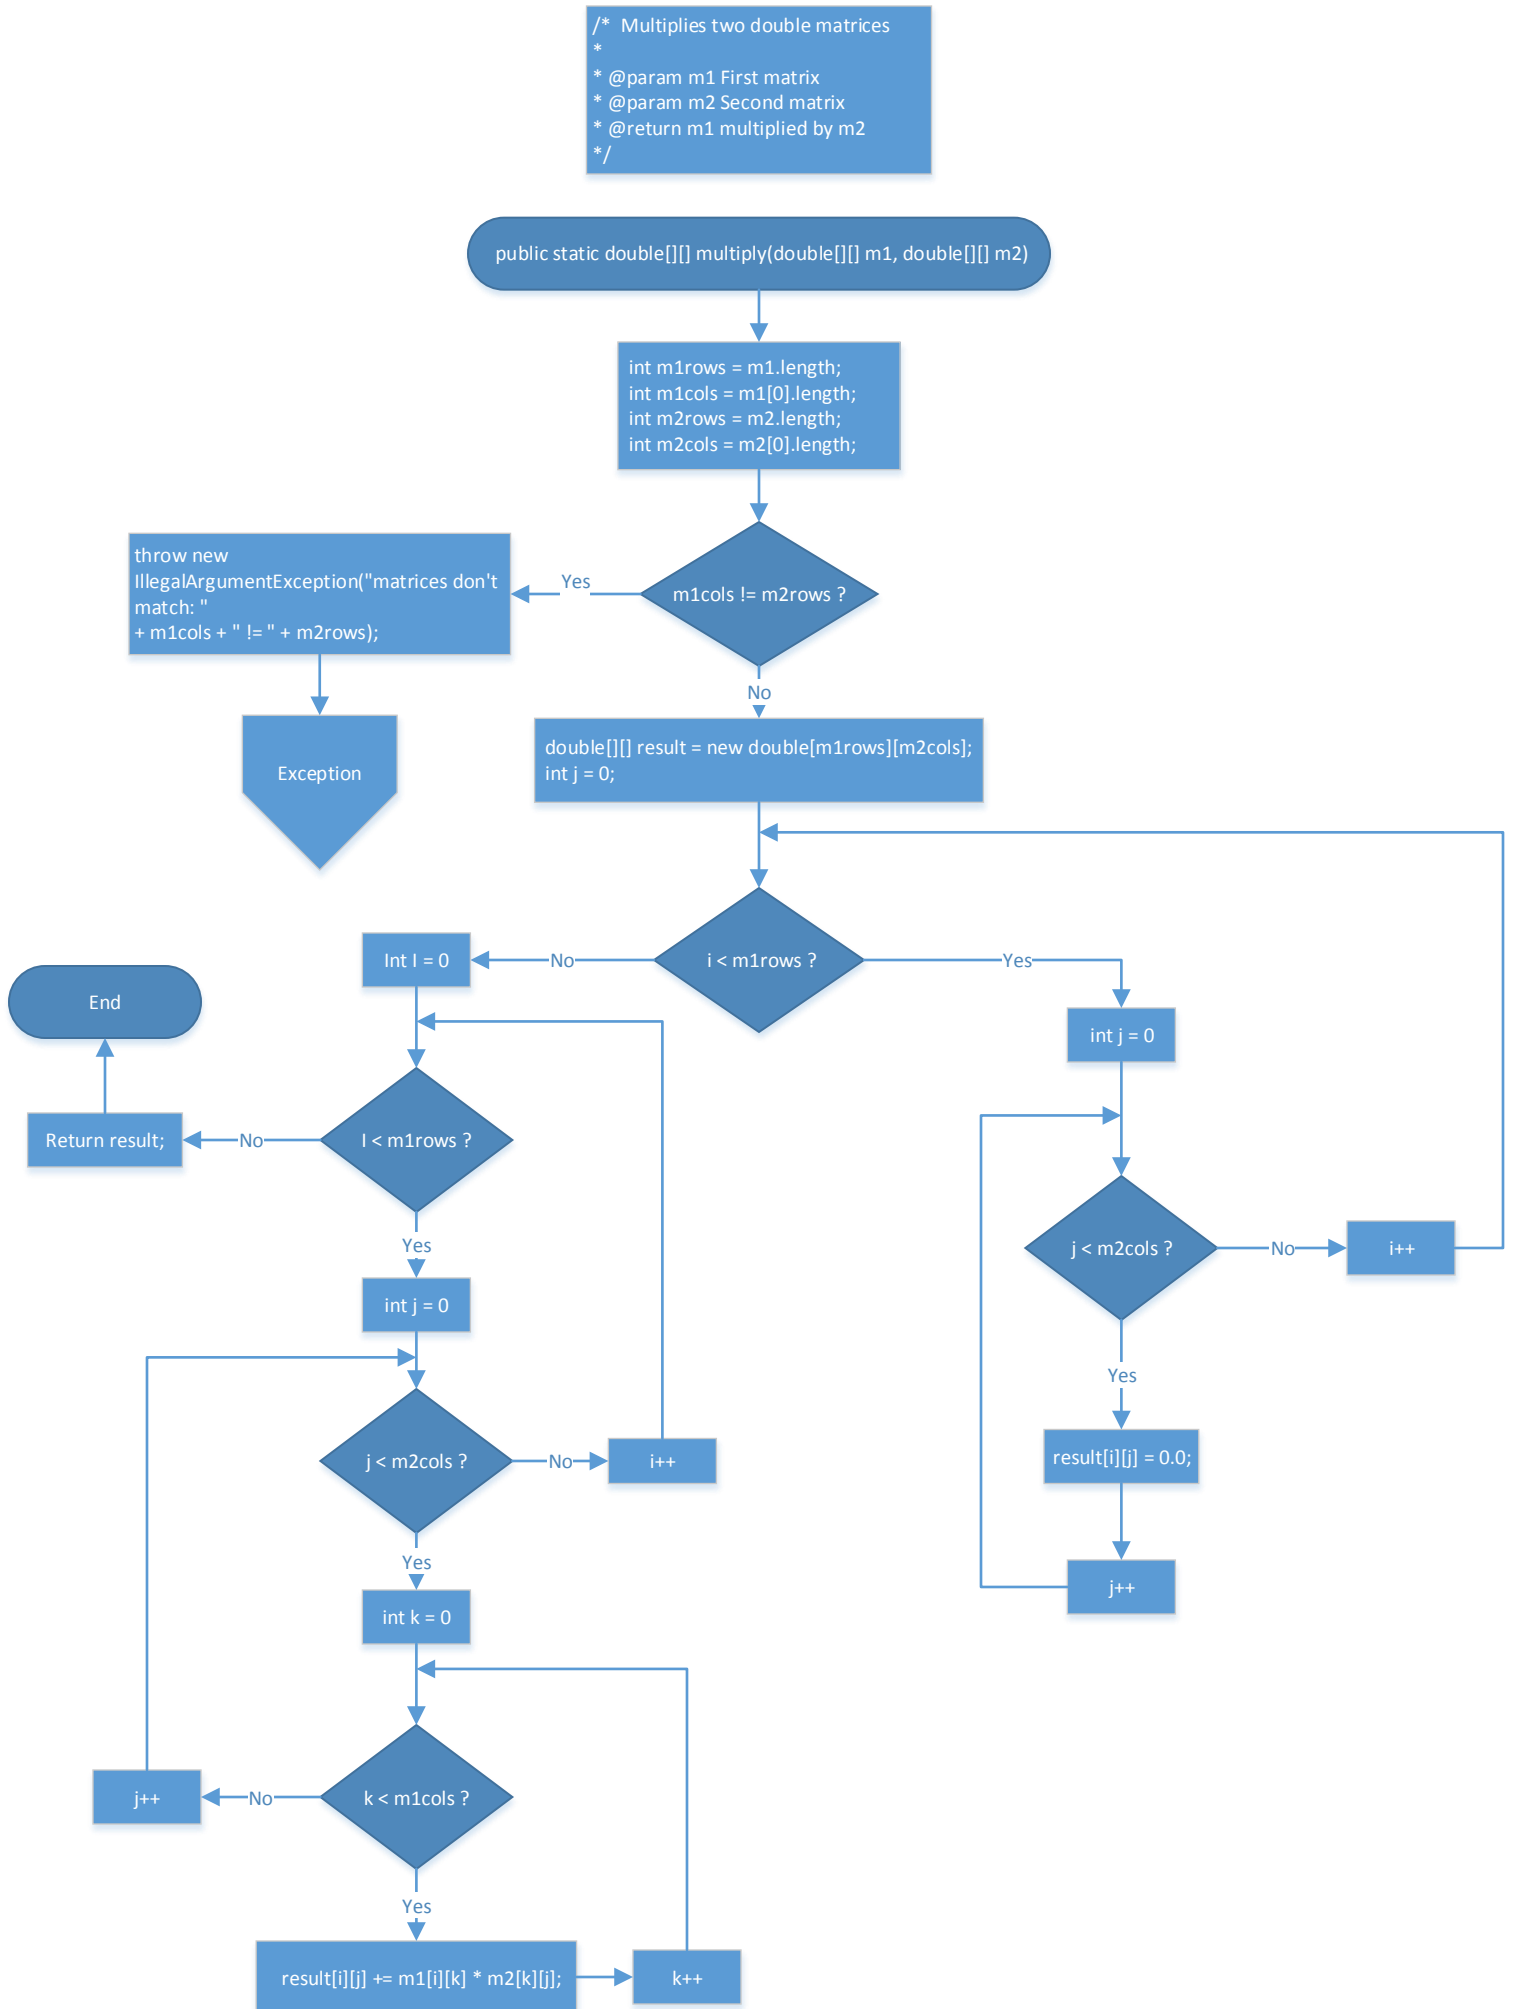 /*  Multiplies two double matrices
*
* @param m1 First matrix
* @param m2 Second matrix
* @return m1 multiplied by m2
*/
public static double[][] multiply(double[][] m1, double[][] m2)
int m1rows = m1.length;
int m1cols = m1[0].length;
int m2rows = m2.length;
int m2cols = m2[0].length;
throw new
IllegalArgumentException("matrices don't
match: "
+ m1cols + " != " + m2rows);
Yes
m1cols != m2rows ?
No
Exception
double[][] result = new double[m1rows][m2cols];
int j = 0;
Int I = 0
No
i < m1rows ?
Yes
End
int j = 0
Return result;
No
I < m1rows ?
Yes
j < m2cols ?
No
i++
int j = 0
Yes
j < m2cols ?
No
i++
result[i][j] = 0.0;
Yes
j++
int k = 0
j++
No
k < m1cols ?
Yes
result[i][j] += m1[i][k] * m2[k][j];
k++